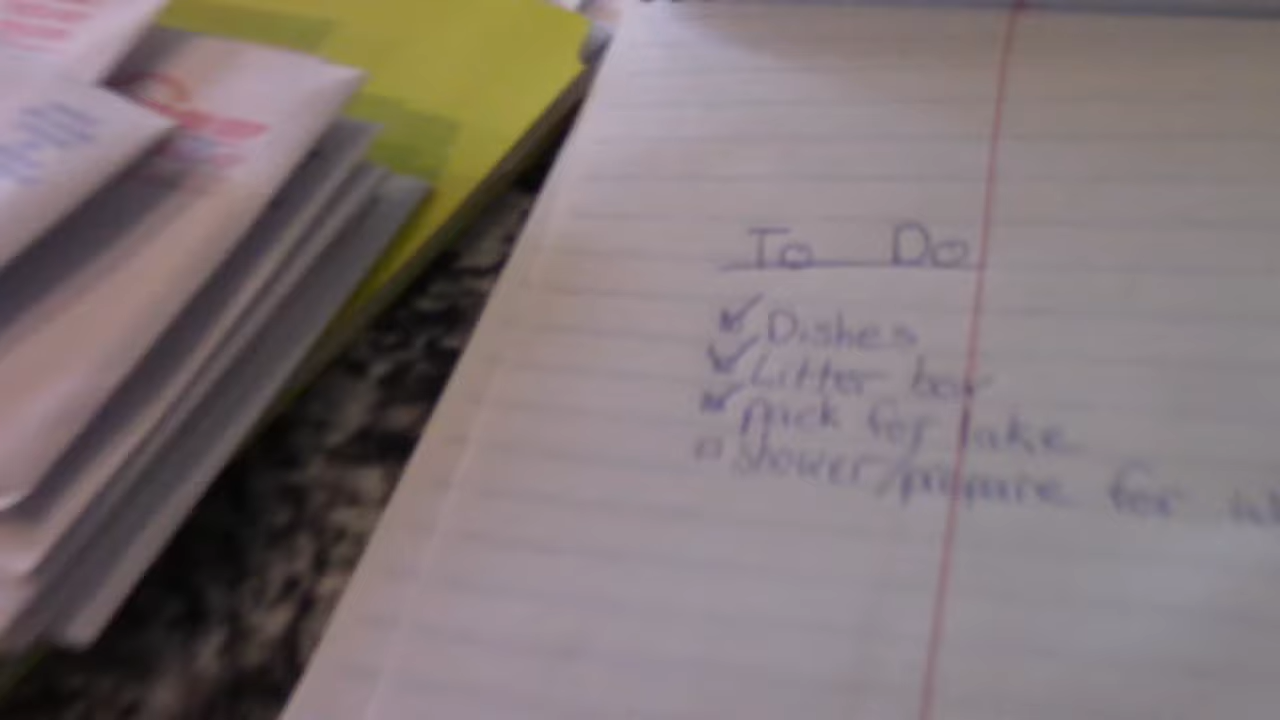 To Do
Dishes
Litter box
pack for lake
shower/prepare for